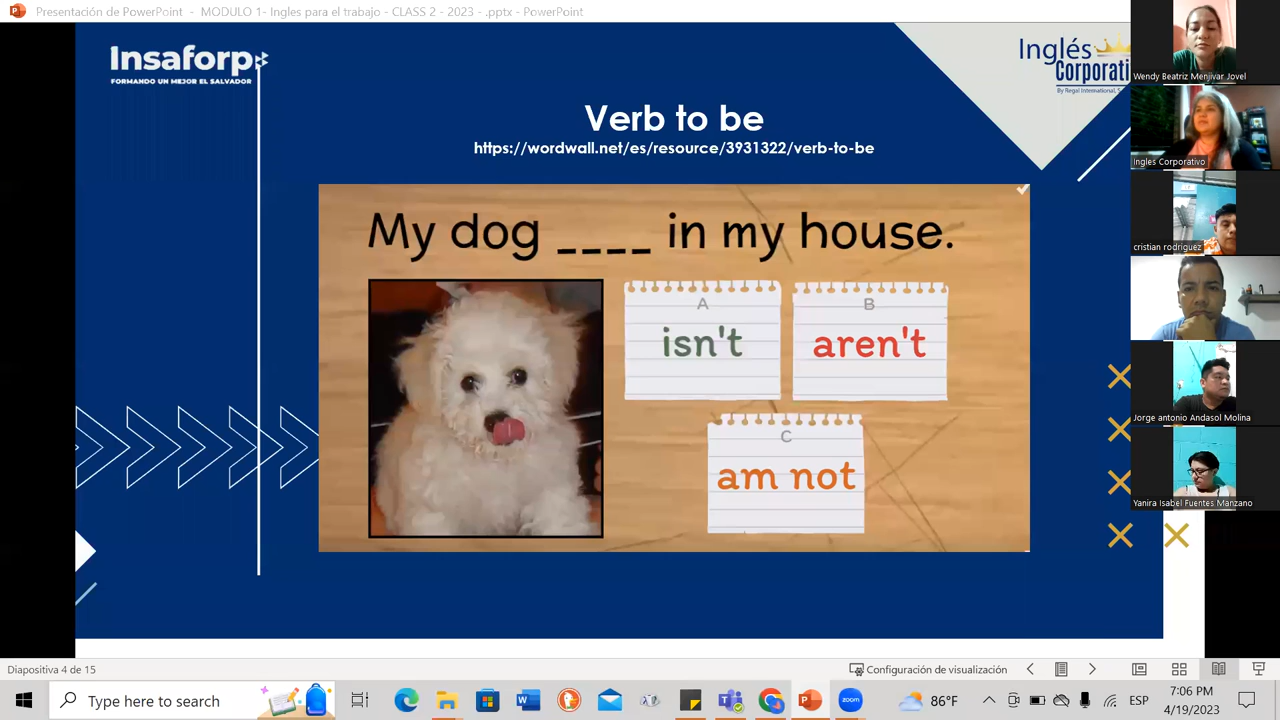 Presentación de PowerPoint - MODULO 1- Ingles para el trabajo - CLASS 2 - 2023 - .pptx - PowerPoint
Insaforp
FORMANDO UN MEJOR EL SALVADOR
Inglés
Corporati
By Regal International, S
Verb to be
https://wordwall.net/es/resource/3931322/verb-to-be
My dog ____ in my house.
A
isn't
B
aren't
C
am not
Wendy Beatriz Menjivar Jovel
Ingles Corporativo
cristian rodriguez
Jorge antonio Andasol Molina
Yanira Isabel Fuentes Manzano
Diapositiva 4 de 15
Configuración de visualización
Type here to search
zoom
86°F
ESP
7:06 PM
4/19/2023